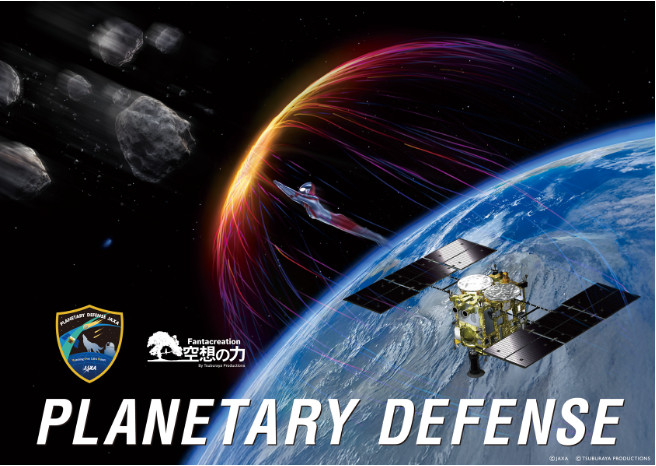 PLANETARY DEFENSE JAXA
JAXA
Fantacreation
空想の力
by Tsuburaya Productions
PLANETARY DEFENSE
©JAXA ©TSUBURAYA PRODUCTIONS